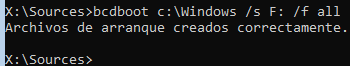 X:\Sources>bcdboot c:\Windows /s F: /f all
Archivos de arranque creados correctamente.
X:\Sources>